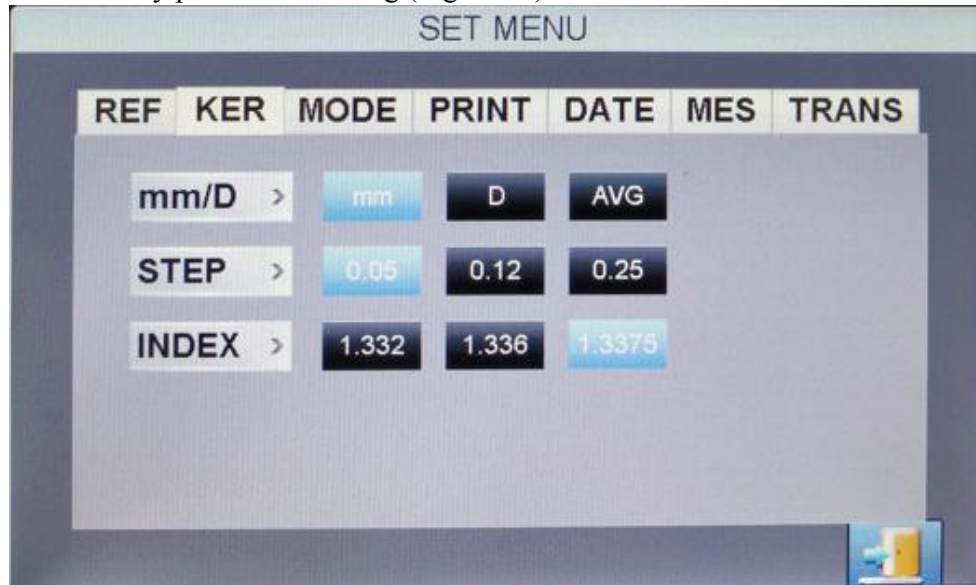 SET MENU
REF KER MODE PRINT DATE MES TRANS
mm/D > mm D AVG
STEP > 0.05 0.12 0.25
INDEX > 1.332 1.336 1.3375